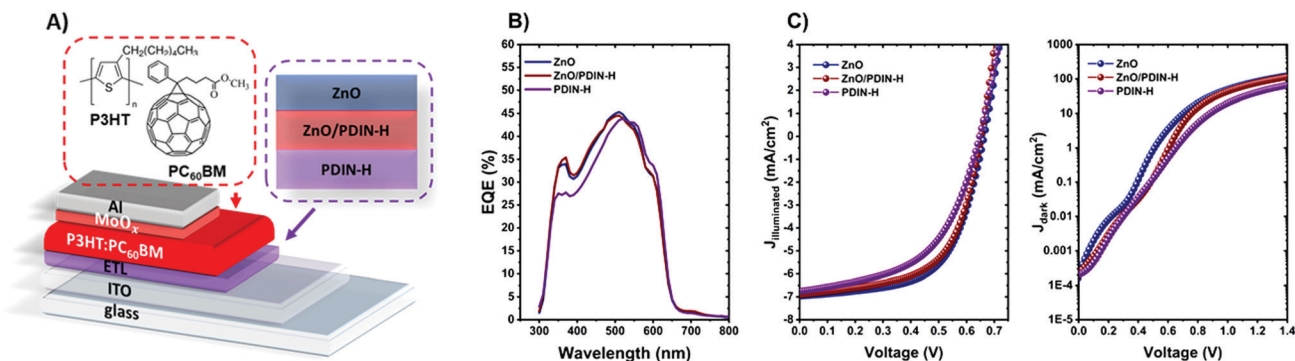 A)
CH₂(CH₂)₄CH₃
S
n
P3HT
O
OCH₃
PC₆₀BM
ZnO
ZnO/PDIN-H
PDIN-H
Al
MoOₓ
P3HT:PC₆₀BM
ETL
ITO
glass
B)
60
55
50
45
40
35
30
25
20
15
10
5
0
EQE (%)
ZnO
ZnO/PDIN-H
PDIN-H
300 400 500 600 700 800
Wavelength (nm)
C)
4
3
2
1
0
-1
-2
-3
-4
-5
-6
-7
-8
J_illuminated (mA/cm²)
ZnO
ZnO/PDIN-H
PDIN-H
0.0 0.1 0.2 0.3 0.4 0.5 0.6 0.7
Voltage (V)
1000
100
10
1
0.1
0.01
0.001
1E-4
1E-5
J_dark (mA/cm²)
ZnO
ZnO/PDIN-H
PDIN-H
0.0 0.2 0.4 0.6 0.8 1.0 1.2 1.4
Voltage (V)